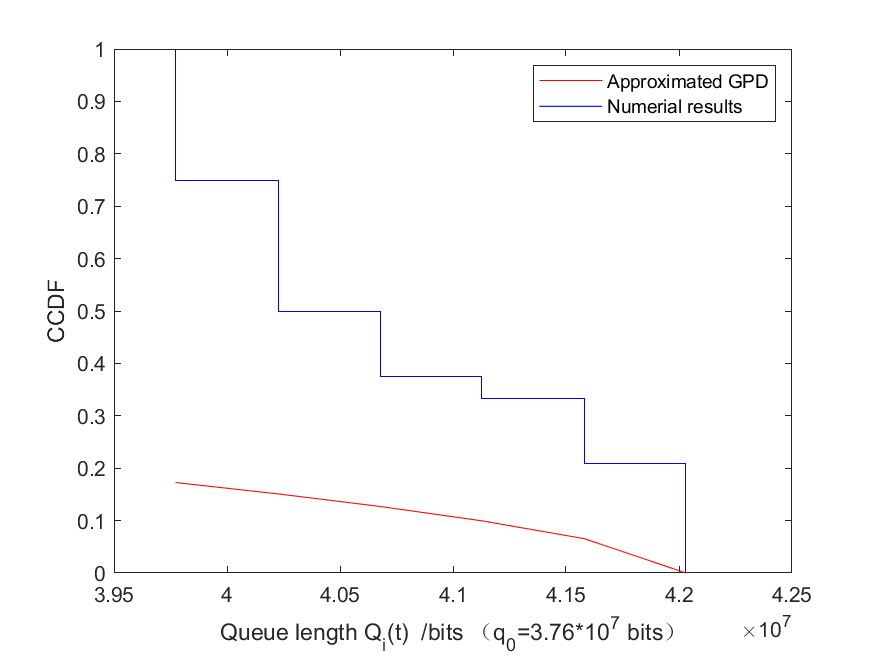 Approximated GPD
Numerial results
1
0.9
0.8
0.7
0.6
0.5
0.4
0.3
0.2
0.1
0
CCDF
3.95 4 4.05 4.1 4.15 4.2 4.25
×10^7
Queue length Q_i(t) /bits （q_0=3.76*10^7 bits）